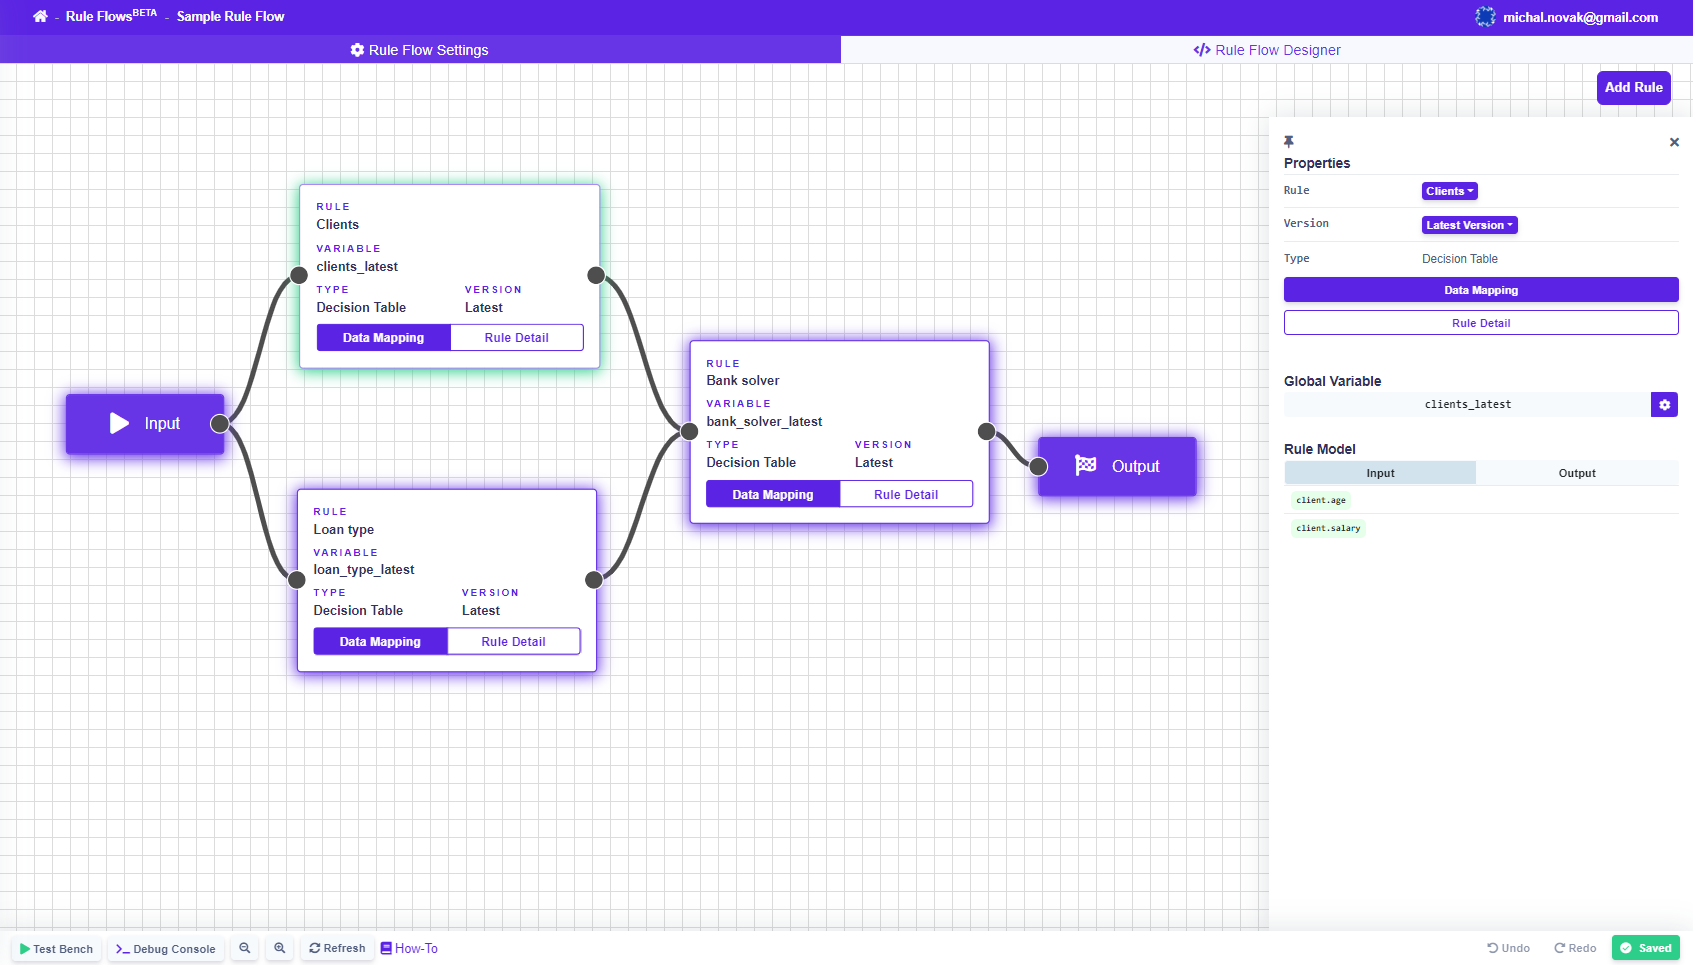 - Rule FlowsBETA - Sample Rule Flow
michal.novak@gmail.com
Rule Flow Settings
</> Rule Flow Designer
Add Rule
Input
RULE
Clients
VARIABLE
clients_latest
TYPE VERSION
Decision Table Latest
Data Mapping Rule Detail
RULE
Loan type
VARIABLE
loan_type_latest
TYPE VERSION
Decision Table Latest
Data Mapping Rule Detail
RULE
Bank solver
VARIABLE
bank_solver_latest
TYPE VERSION
Decision Table Latest
Data Mapping Rule Detail
Output
Properties
Rule Clients
Version Latest Version
Type Decision Table
Data Mapping
Rule Detail
Global Variable
clients_latest
Rule Model
Input Output
client.age
client.salary
Test Bench Debug Console Refresh How-To
Undo Redo Saved